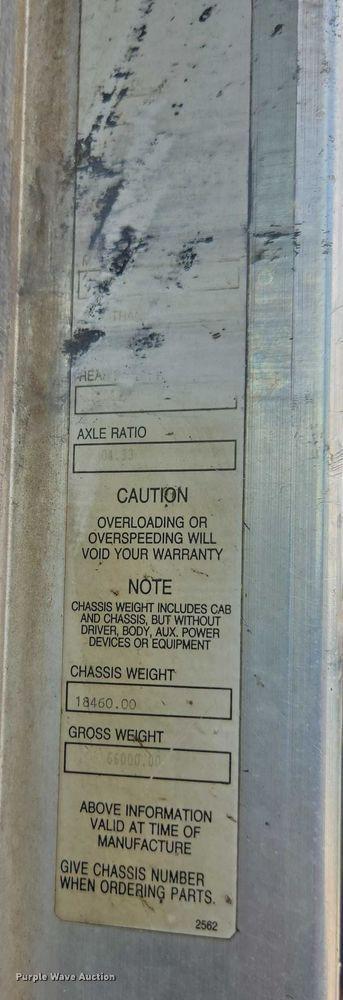 AXLE RATIO
04.33
CAUTION
OVERLOADING OR
OVERSPEEDING WILL
VOID YOUR WARRANTY
NOTE
CHASSIS WEIGHT INCLUDES CAB
AND CHASSIS, BUT WITHOUT
DRIVER, BODY, AUX. POWER
DEVICES OR EQUIPMENT
CHASSIS WEIGHT
18460.00
GROSS WEIGHT
66000.00
ABOVE INFORMATION
VALID AT TIME OF
MANUFACTURE
GIVE CHASSIS NUMBER
WHEN ORDERING PARTS.
2562
Purple Wave Auction